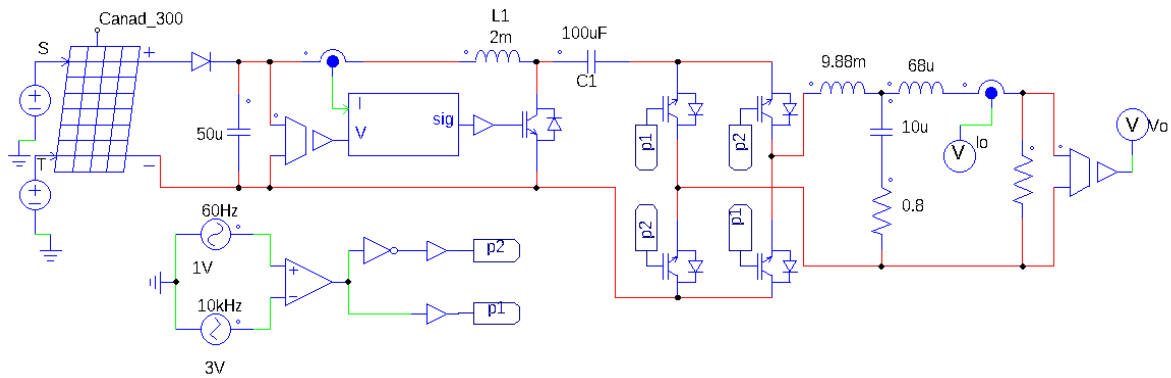 Canad_300
S
+
T
−
50u
I
V
sig
L1
2m
100uF
C1
p1
p2
p2
p1
9.88m
68u
10u
0.8
V
Io
V
Vo
60Hz
1V
10kHz
3V
+
−
p2
p1